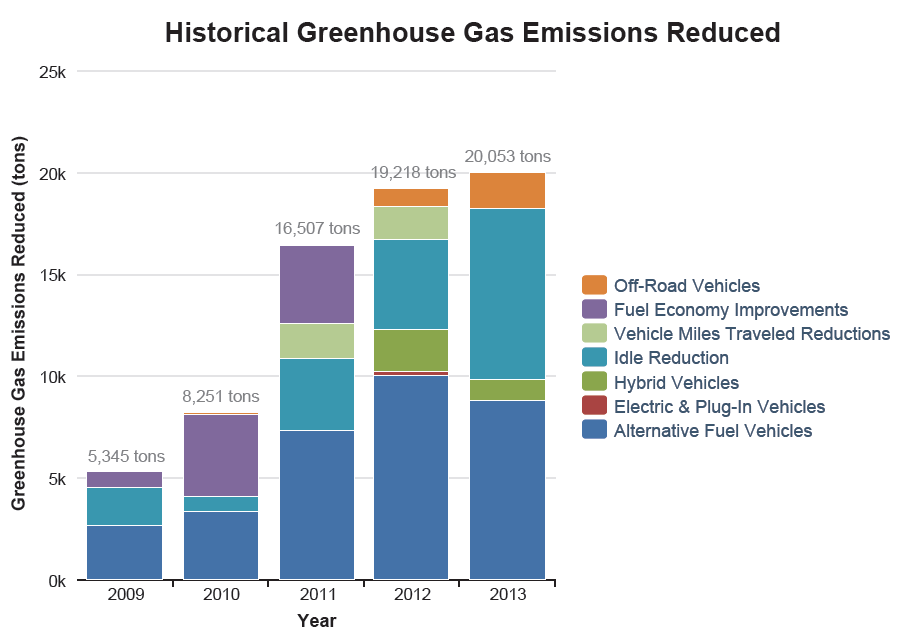 Historical Greenhouse Gas Emissions Reduced
Greenhouse Gas Emissions Reduced (tons)
25k
20k
15k
10k
5k
0k
5,345 tons
8,251 tons
16,507 tons
19,218 tons
20,053 tons
2009
2010
2011
2012
2013
Year
Off-Road Vehicles
Fuel Economy Improvements
Vehicle Miles Traveled Reductions
Idle Reduction
Hybrid Vehicles
Electric & Plug-In Vehicles
Alternative Fuel Vehicles